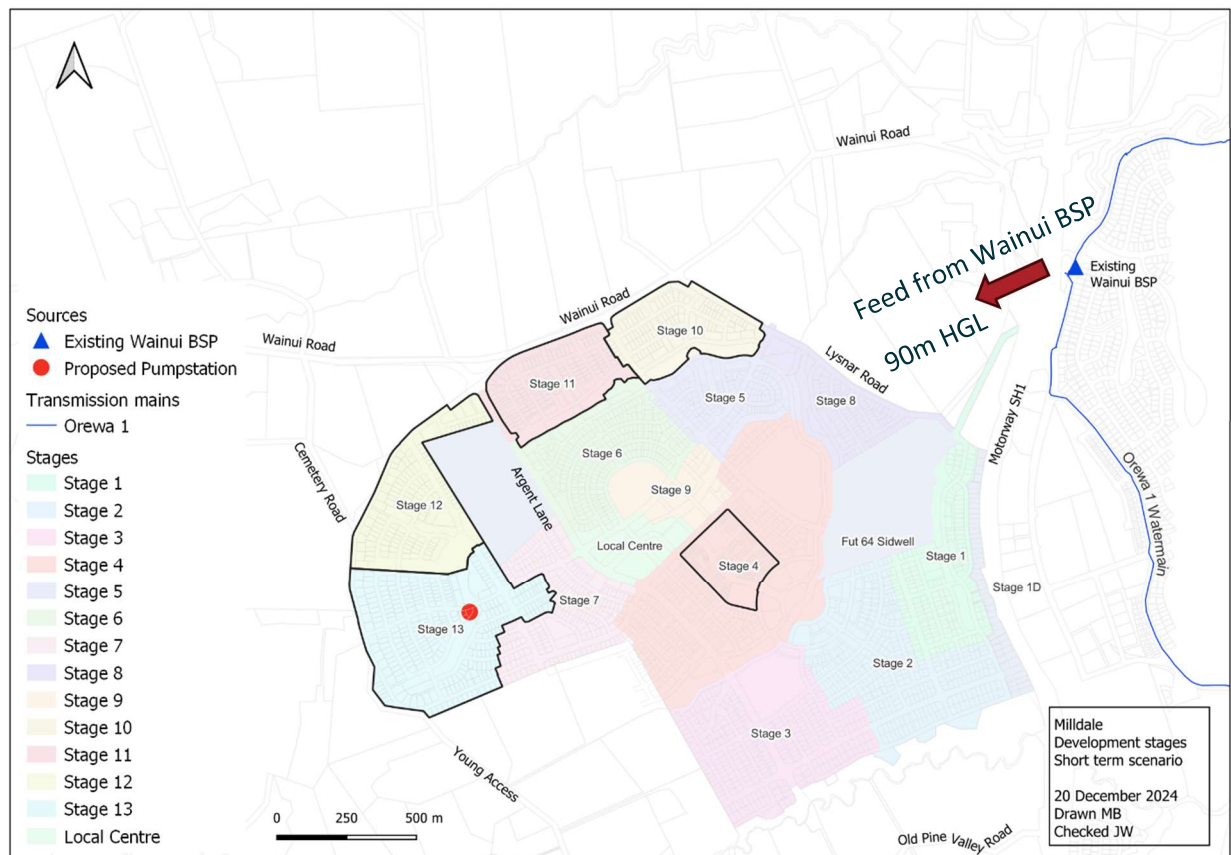 Wainui Road
Feed from Wainui BSP
90m HGL
Existing
Wainui BSP
Wainui Road
Wainui Road
Lysnar Road
Motorway SH1
Orewa 1 Watermain
Cemetery Road
Argent Lane
Young Access
Old Pine Valley Road
Stage 10
Stage 11
Stage 5
Stage 8
Stage 6
Stage 9
Stage 12
Local Centre
Fut 64 Sidwell
Stage 1
Stage 4
Stage 1D
Stage 7
Stage 13
Stage 2
Stage 3
Sources
Existing Wainui BSP
Proposed Pumpstation
Transmission mains
Orewa 1
Stages
Stage 1
Stage 2
Stage 3
Stage 4
Stage 5
Stage 6
Stage 7
Stage 8
Stage 9
Stage 10
Stage 11
Stage 12
Stage 13
Local Centre
0 250 500 m
Milldale
Development stages
Short term scenario
20 December 2024
Drawn MB
Checked JW